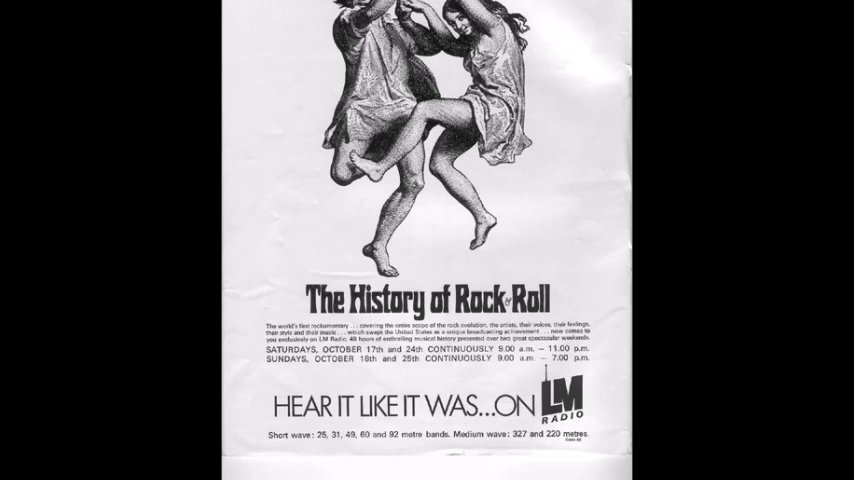 The History of Rock & Roll
The world's first rockumentary . . . covering the entire scope of the rock evolution, the artists, their voices, their feelings,
their style and their music . . . which swept the United States as a unique broadcasting achievement . . . now comes to
you exclusively on LM Radio. 48 hours of enthralling musical history presented over two great spectacular weekends.
SATURDAYS, OCTOBER 17th and 24th CONTINUOUSLY 9.00 a.m. — 11.00 p.m.
SUNDAYS, OCTOBER 18th and 25th CONTINUOUSLY 9.00 a.m. — 7.00 p.m.
HEAR IT LIKE IT WAS...ON LM
RADIO
Short wave: 25, 31, 49, 60 and 92 metre bands. Medium wave: 327 and 220 metres.